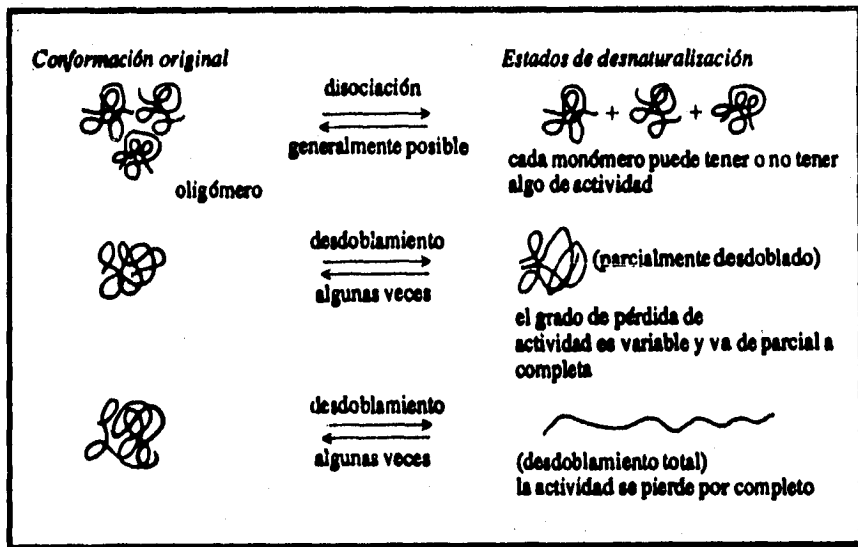 Conformación original
Estados de desnaturalización
disociación
generalmente posible
oligómero
+ +
cada monómero puede tener o no tener
algo de actividad
desdoblamiento
algunas veces
(parcialmente desdoblado)
el grado de pérdida de
actividad es variable y va de parcial a
completa
desdoblamiento
algunas veces
(desdoblamiento total)
la actividad se pierde por completo